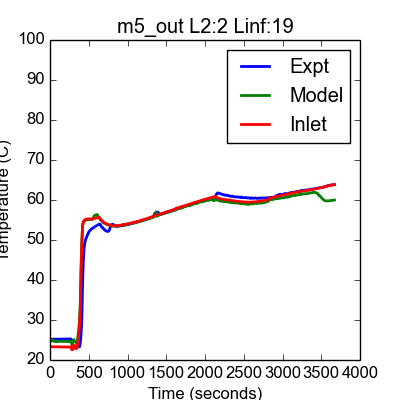 m5_out L2:2 Linf:19
100
90
80
70
60
50
40
30
20
Temperature (C)
Expt
Model
Inlet
0 500 1000 1500 2000 2500 3000 3500 4000
Time (seconds)